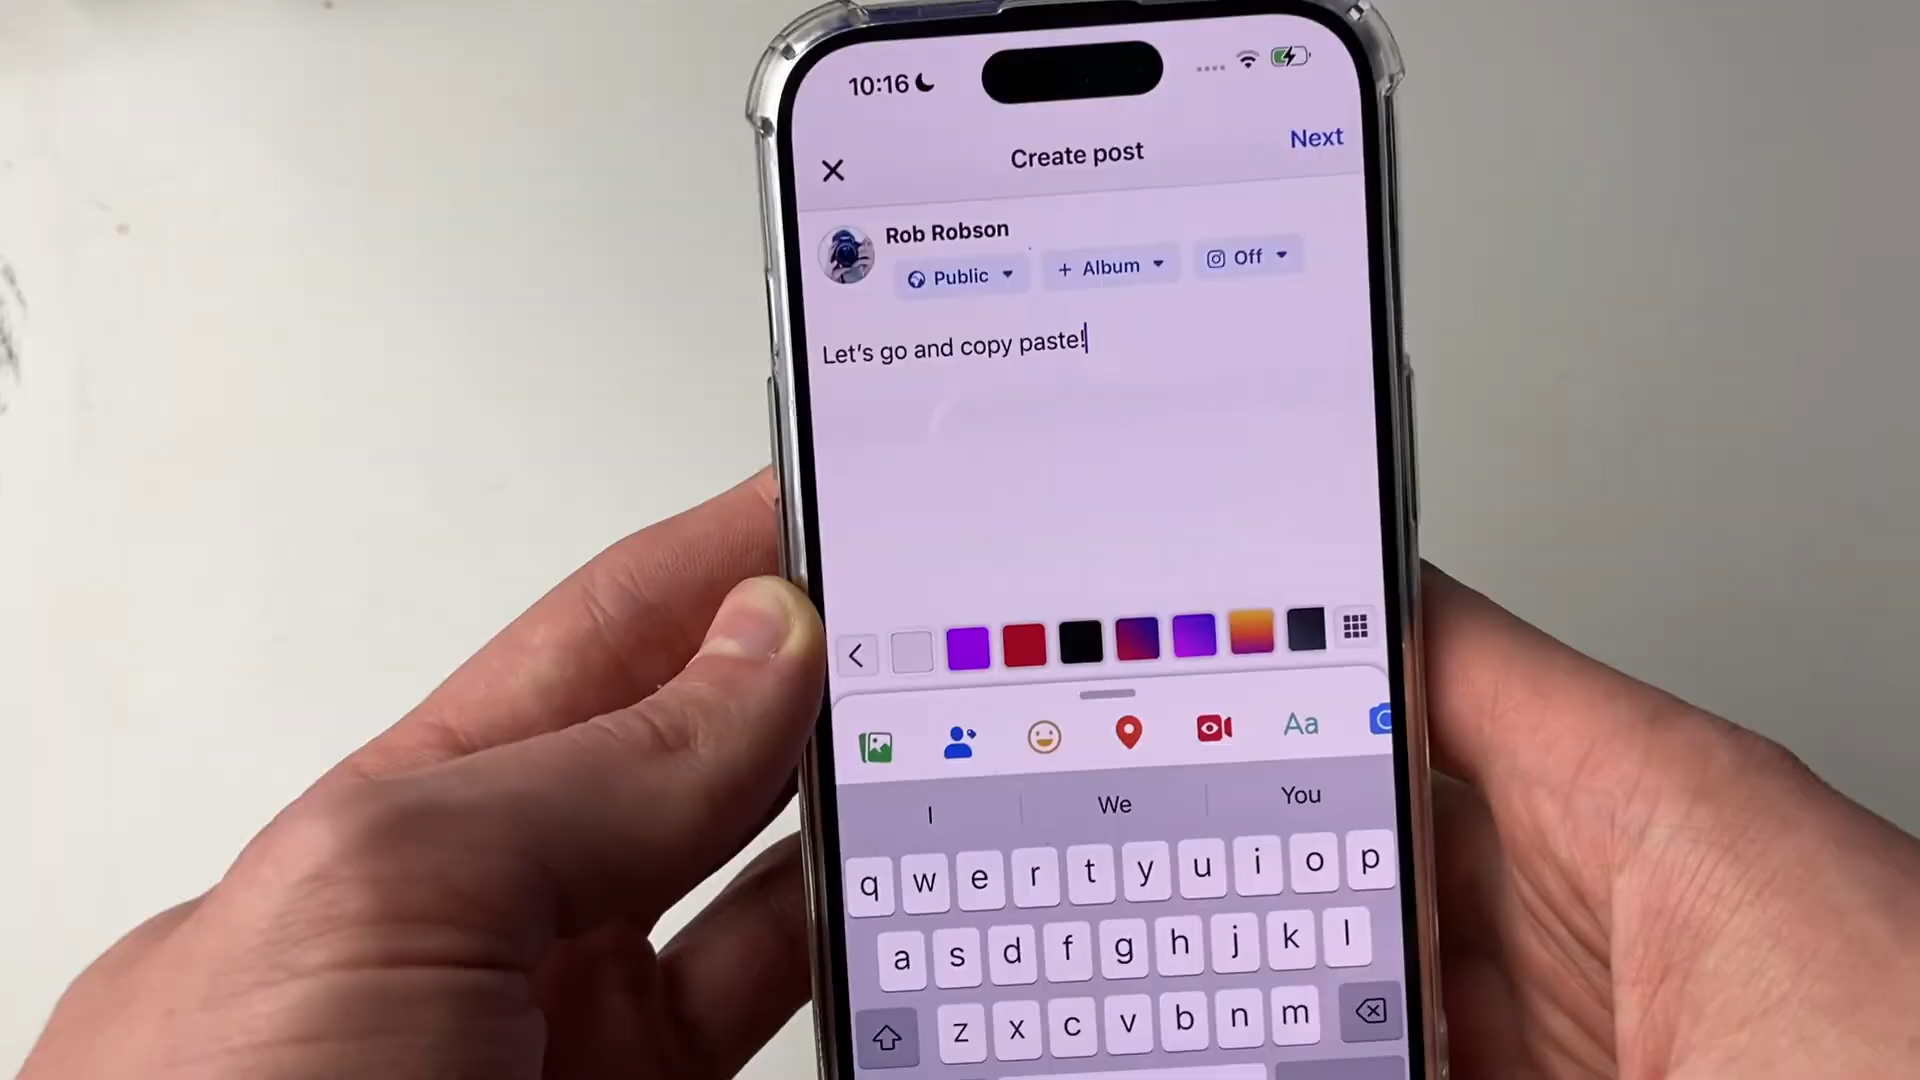 10:16
Create post
Next
Rob Robson
Public
+ Album
Off
Let's go and copy paste!
Aa
I
We
You
q w e r t y u i o p
a s d f g h j k l
z x c v b n m